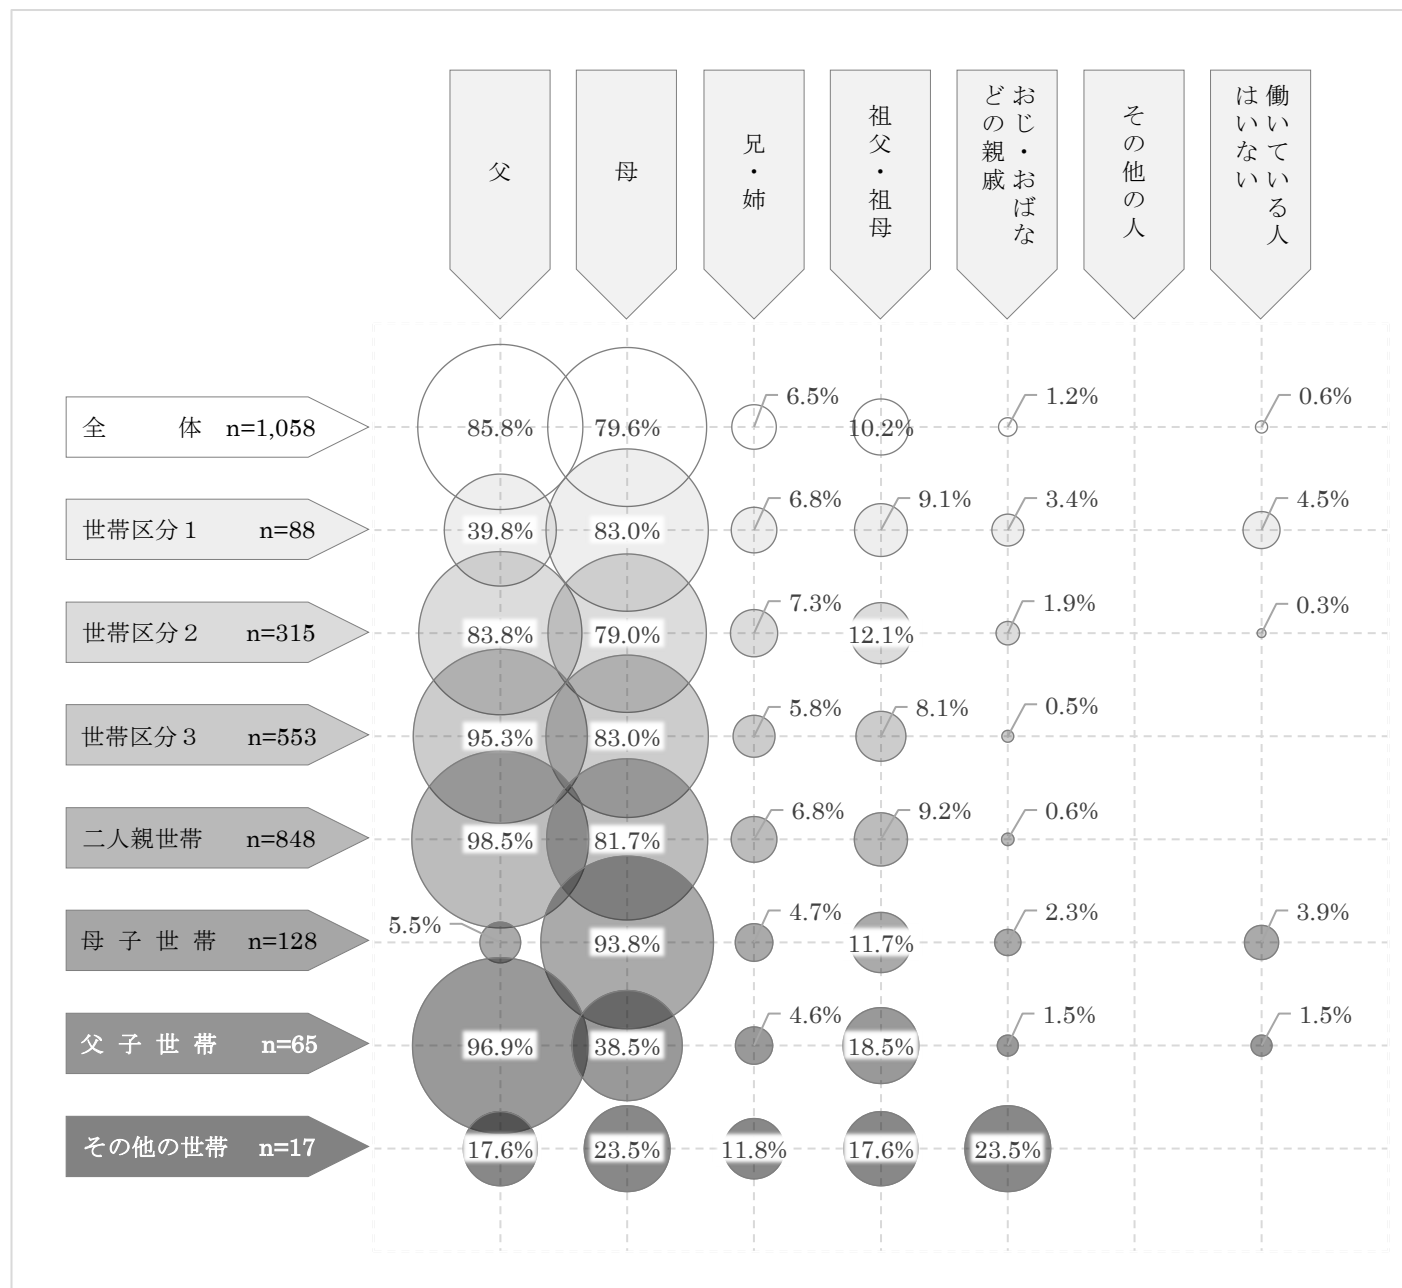 父
母
兄・姉
祖父・祖母
おじ・おばな
どの親戚
その他の人
働いている人
はいない
全 体 n=1,058
85.8%
79.6%
6.5%
10.2%
1.2%
0.6%
世帯区分１ n=88
39.8%
83.0%
6.8%
9.1%
3.4%
4.5%
世帯区分２ n=315
83.8%
79.0%
7.3%
12.1%
1.9%
0.3%
世帯区分３ n=553
95.3%
83.0%
5.8%
8.1%
0.5%
二人親世帯 n=848
98.5%
81.7%
6.8%
9.2%
0.6%
母 子 世 帯 n=128
5.5%
93.8%
4.7%
11.7%
2.3%
3.9%
父 子 世 帯 n=65
96.9%
38.5%
4.6%
18.5%
1.5%
1.5%
その他の世帯 n=17
17.6%
23.5%
11.8%
17.6%
23.5%